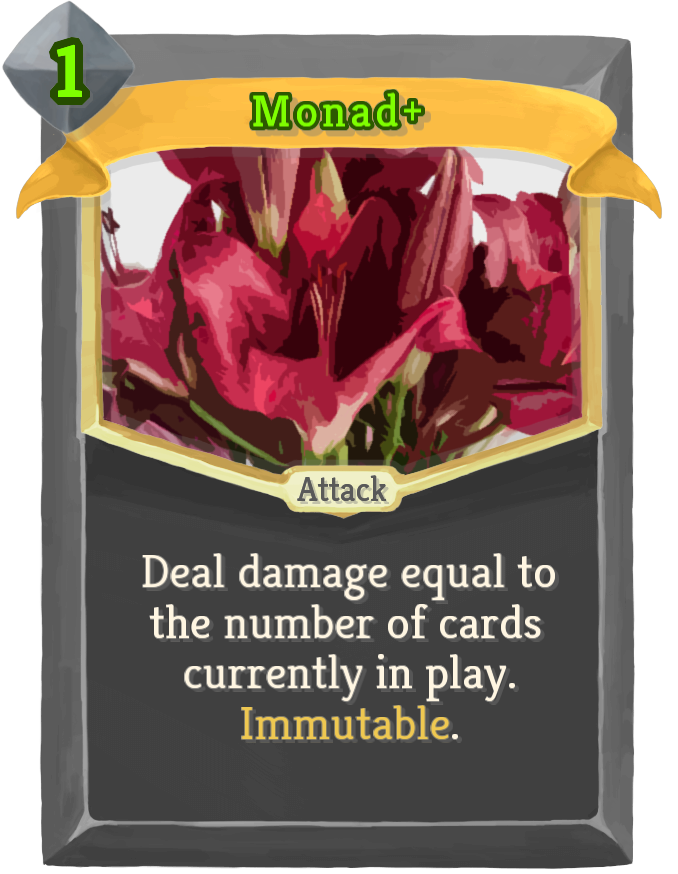 1
Monad+
Attack
Deal damage equal to
the number of cards
currently in play.
Immutable.